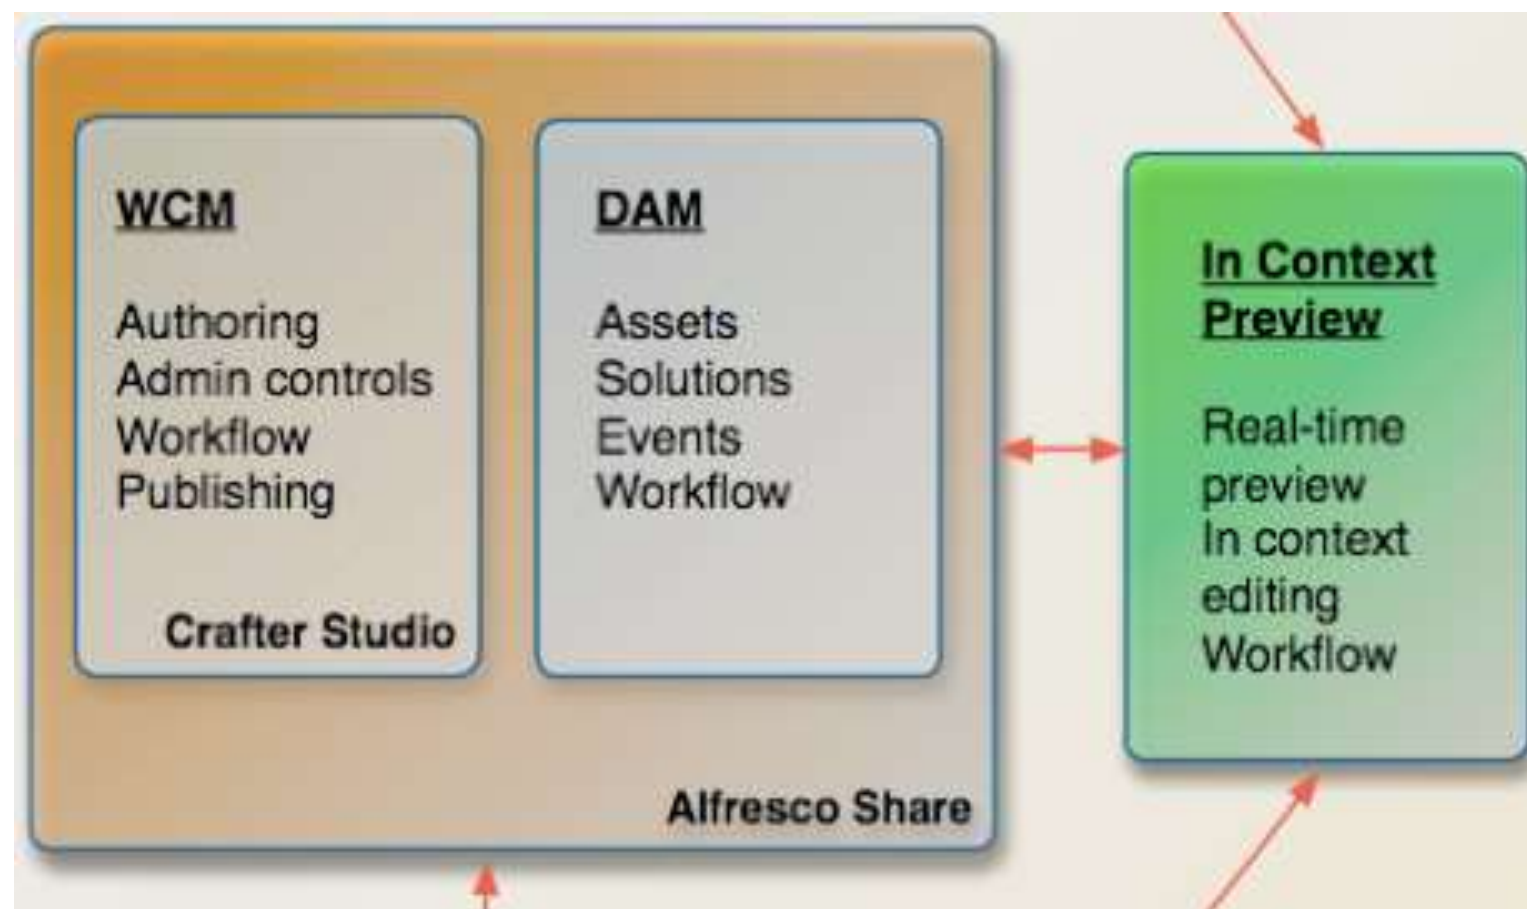 WCM
Authoring
Admin controls
Workflow
Publishing
Crafter Studio
DAM
Assets
Solutions
Events
Workflow
Alfresco Share
In Context
Preview
Real-time
preview
In context
editing
Workflow